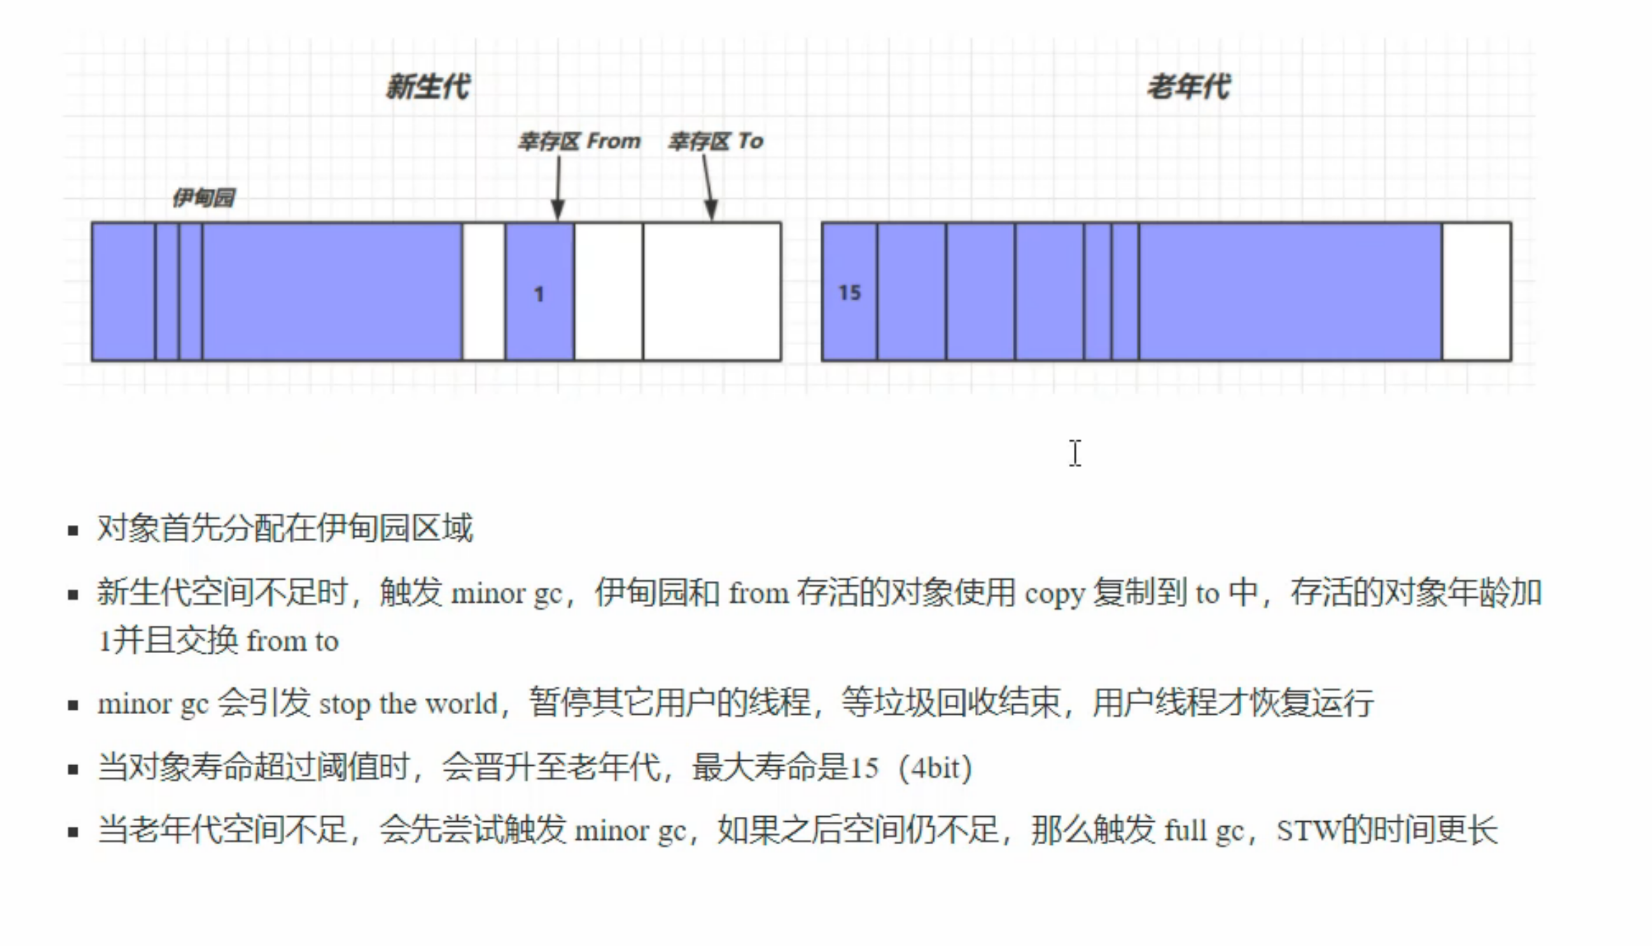 新生代
老年代
幸存区 From
幸存区 To
伊甸园
1
15
对象首先分配在伊甸园区域
新生代空间不足时，触发 minor gc，伊甸园和 from 存活的对象使用 copy 复制到 to 中，存活的对象年龄加
1并且交换 from to
minor gc 会引发 stop the world，暂停其它用户的线程，等垃圾回收结束，用户线程才恢复运行
当对象寿命超过阈值时，会晋升至老年代，最大寿命是15（4bit）
当老年代空间不足，会先尝试触发 minor gc，如果之后空间仍不足，那么触发 full gc，STW的时间更长